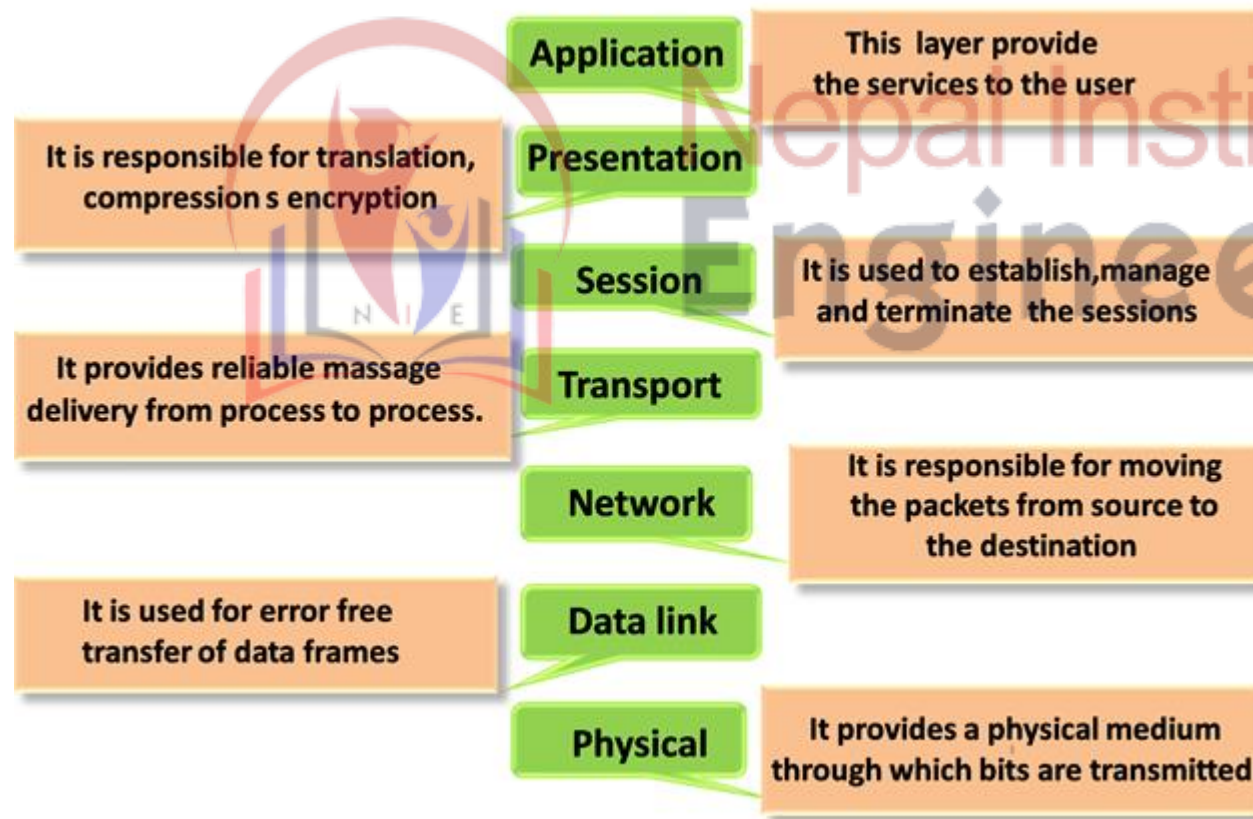 Application
This layer provide
the services to the user
It is responsible for translation,
compression s encryption
Presentation
Session
It is used to establish,manage
and terminate the sessions
It provides reliable massage
delivery from process to process.
Transport
Network
It is responsible for moving
the packets from source to
the destination
It is used for error free
transfer of data frames
Data link
Physical
It provides a physical medium
through which bits are transmitted
Nepal Insti
Enginee
N I E